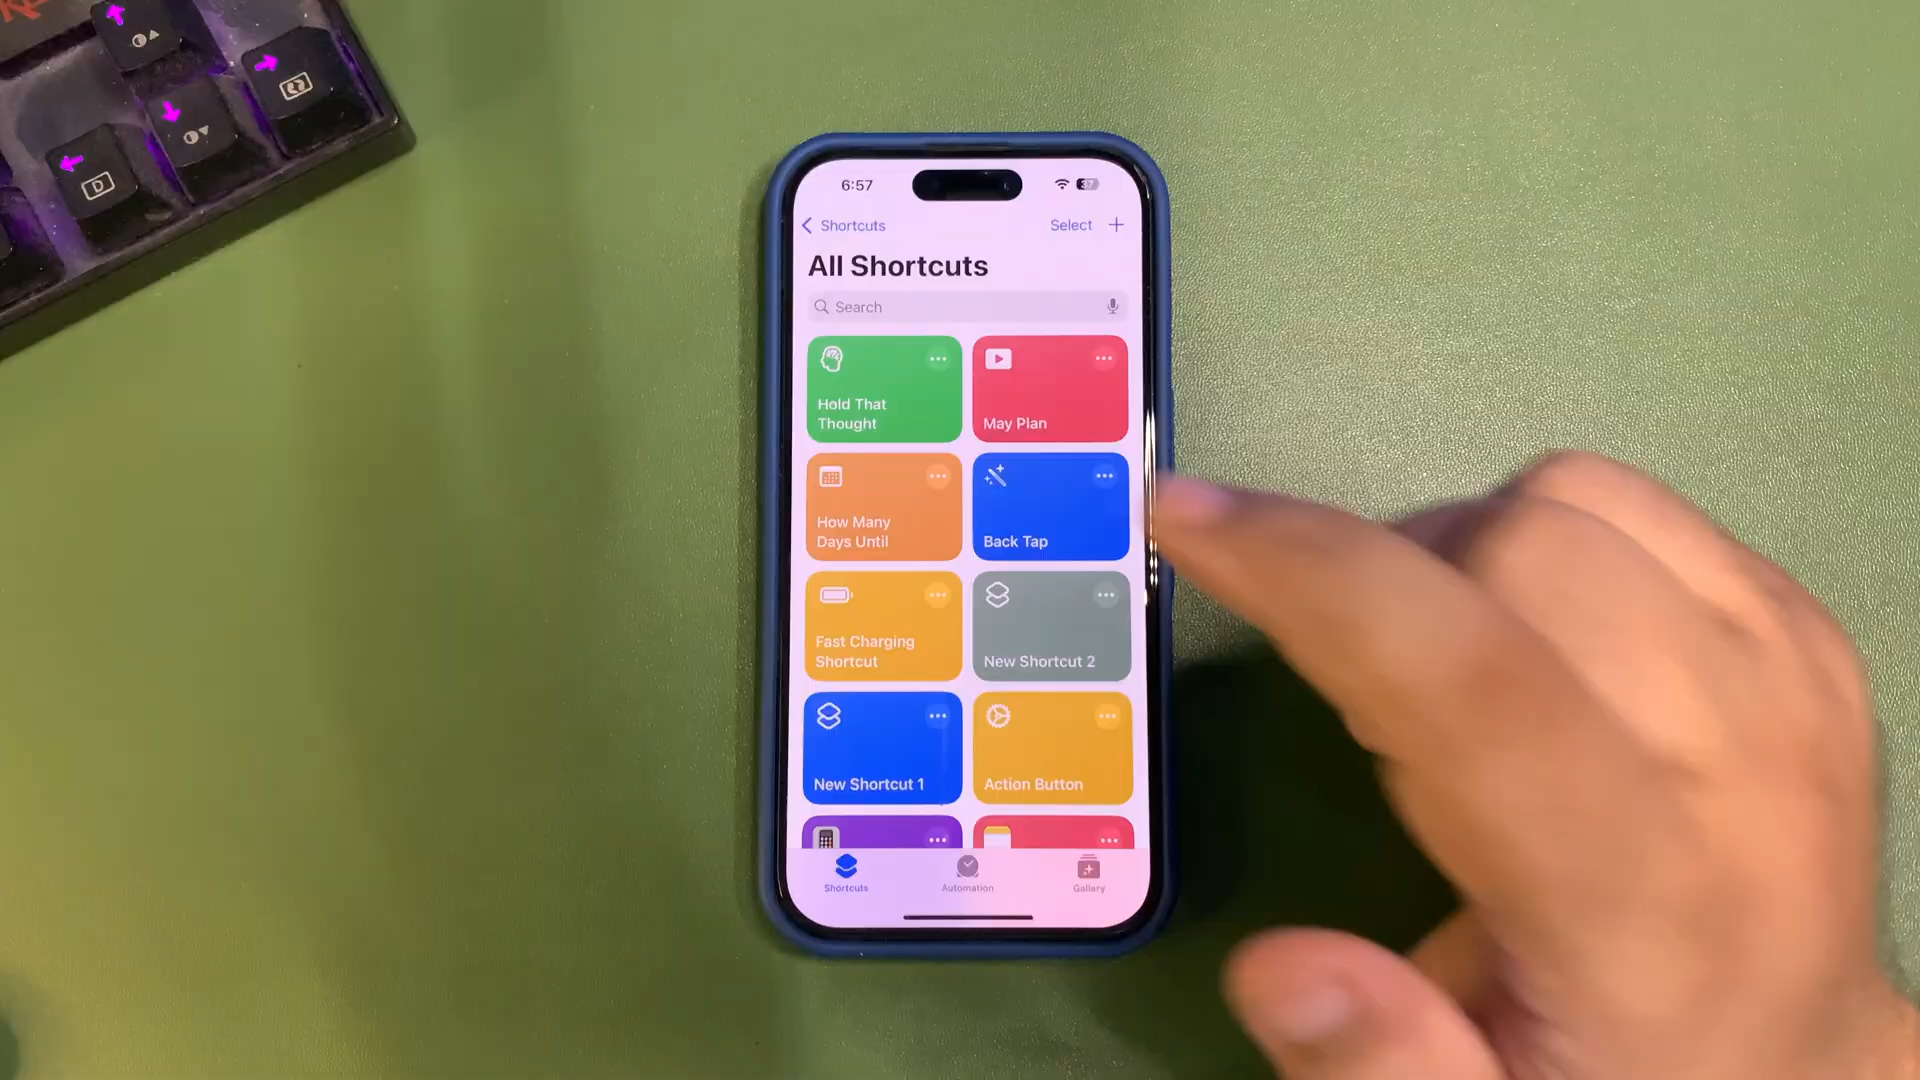 D
6:57
37
Shortcuts
Select +
All Shortcuts
Search
Hold That
Thought
May Plan
How Many
Days Until
Back Tap
Fast Charging
Shortcut
New Shortcut 2
New Shortcut 1
Action Button
Shortcuts
Automation
Gallery